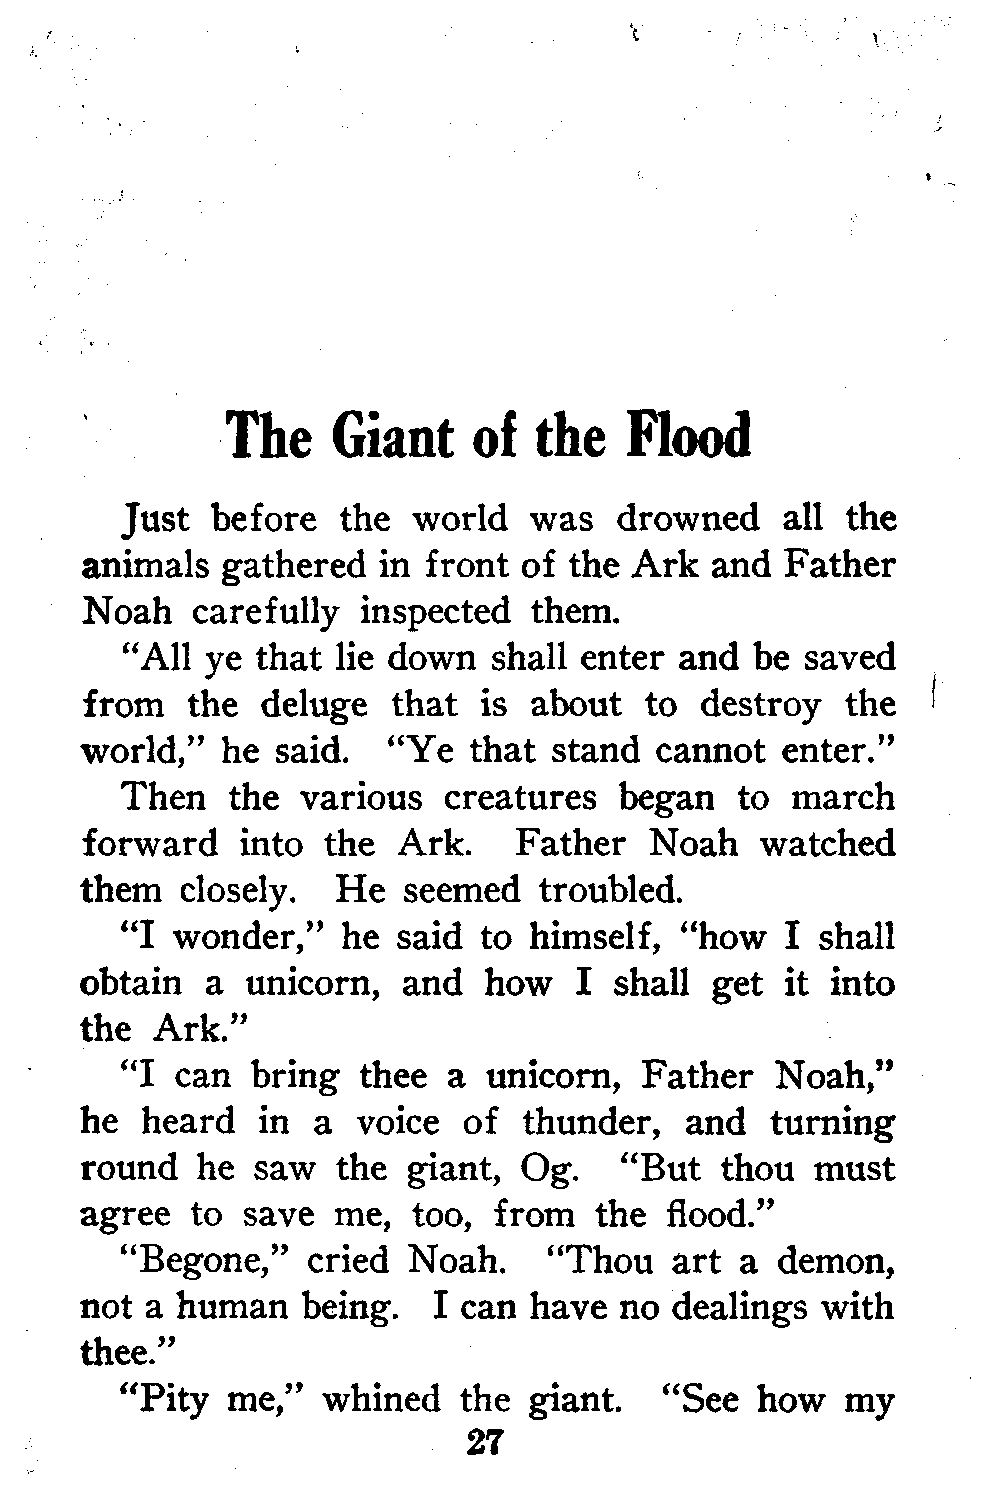 The Giant of the Flood
Just before the world was drowned all the
animals gathered in front of the Ark and Father
Noah carefully inspected them.
“All ye that lie down shall enter and be saved
from the deluge that is about to destroy the
world,” he said. “Ye that stand cannot enter.”
Then the various creatures began to march
forward into the Ark. Father Noah watched
them closely. He seemed troubled.
“I wonder,” he said to himself, “how I shall
obtain a unicorn, and how I shall get it into
the Ark.”
“I can bring thee a unicorn, Father Noah,”
he heard in a voice of thunder, and turning
round he saw the giant, Og. “But thou must
agree to save me, too, from the flood.”
“Begone,” cried Noah. “Thou art a demon,
not a human being. I can have no dealings with
thee.”
“Pity me,” whined the giant. “See how my
27